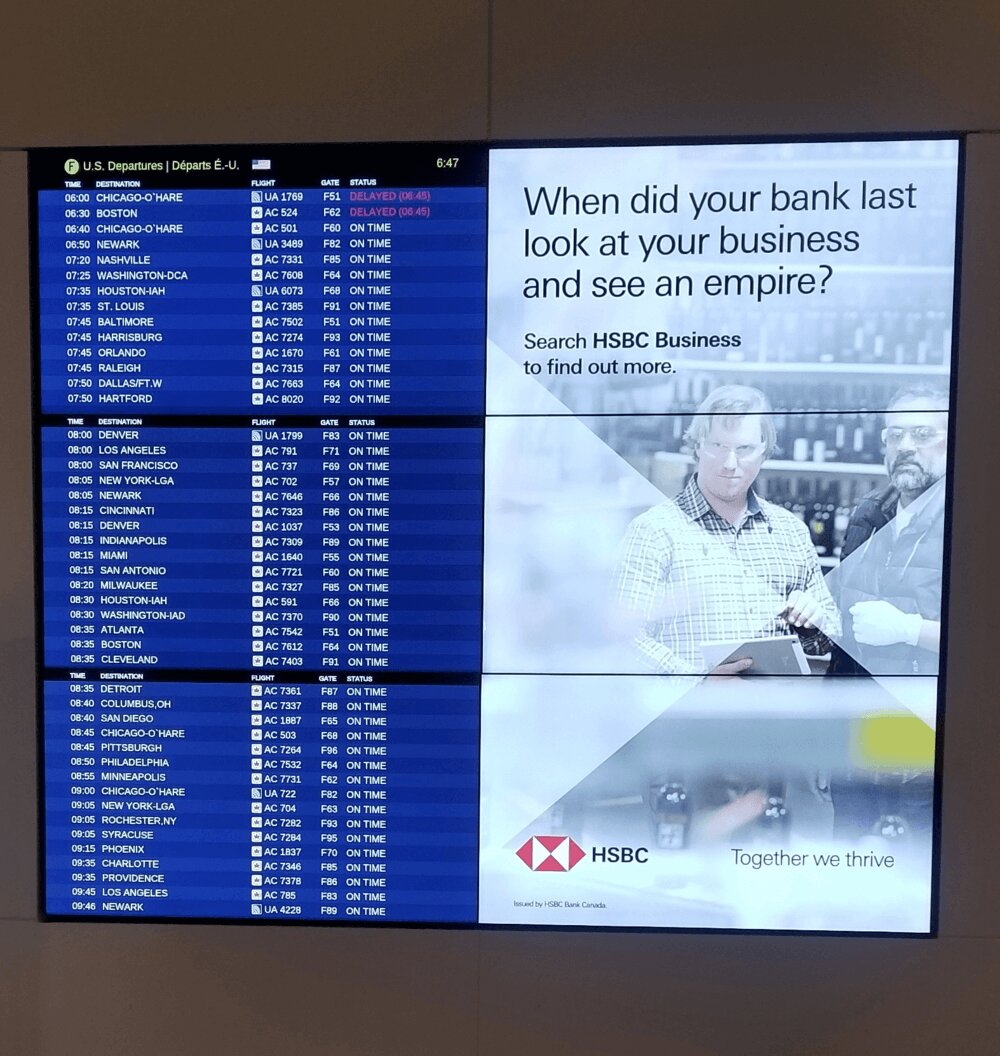 F U.S. Departures | Départs É.-U. 6:47
TIME DESTINATION FLIGHT GATE STATUS
06:00 CHICAGO-O`HARE UA 1769 F51 DELAYED (06:45)
06:30 BOSTON AC 524 F62 DELAYED (06:45)
06:40 CHICAGO-O`HARE AC 501 F60 ON TIME
06:50 NEWARK UA 3489 F82 ON TIME
07:20 NASHVILLE AC 7331 F85 ON TIME
07:25 WASHINGTON-DCA AC 7608 F64 ON TIME
07:35 HOUSTON-IAH UA 6073 F68 ON TIME
07:35 ST. LOUIS AC 7385 F91 ON TIME
07:45 BALTIMORE AC 7502 F51 ON TIME
07:45 HARRISBURG AC 7274 F93 ON TIME
07:45 ORLANDO AC 1670 F61 ON TIME
07:45 RALEIGH AC 7315 F87 ON TIME
07:50 DALLAS/FT.W AC 7663 F64 ON TIME
07:50 HARTFORD AC 8020 F92 ON TIME
TIME DESTINATION FLIGHT GATE STATUS
08:00 DENVER UA 1799 F83 ON TIME
08:00 LOS ANGELES AC 791 F71 ON TIME
08:00 SAN FRANCISCO AC 737 F69 ON TIME
08:05 NEW YORK-LGA AC 702 F57 ON TIME
08:05 NEWARK AC 7646 F66 ON TIME
08:15 CINCINNATI AC 7323 F86 ON TIME
08:15 DENVER AC 1037 F53 ON TIME
08:15 INDIANAPOLIS AC 7309 F89 ON TIME
08:15 MIAMI AC 1640 F55 ON TIME
08:15 SAN ANTONIO AC 7721 F60 ON TIME
08:20 MILWAUKEE AC 7327 F85 ON TIME
08:30 HOUSTON-IAH AC 591 F66 ON TIME
08:30 WASHINGTON-IAD AC 7370 F90 ON TIME
08:35 ATLANTA AC 7542 F51 ON TIME
08:35 BOSTON AC 7612 F64 ON TIME
08:35 CLEVELAND AC 7403 F91 ON TIME
TIME DESTINATION FLIGHT GATE STATUS
08:35 DETROIT AC 7361 F87 ON TIME
08:40 COLUMBUS,OH AC 7337 F88 ON TIME
08:40 SAN DIEGO AC 1887 F65 ON TIME
08:45 CHICAGO-O`HARE AC 503 F68 ON TIME
08:45 PITTSBURGH AC 7264 F96 ON TIME
08:50 PHILADELPHIA AC 7532 F64 ON TIME
08:55 MINNEAPOLIS AC 7731 F62 ON TIME
09:00 CHICAGO-O`HARE UA 722 F82 ON TIME
09:05 NEW YORK-LGA AC 704 F63 ON TIME
09:05 ROCHESTER,NY AC 7282 F93 ON TIME
09:05 SYRACUSE AC 7284 F95 ON TIME
09:15 PHOENIX AC 1837 F70 ON TIME
09:35 CHARLOTTE AC 7346 F85 ON TIME
09:35 PROVIDENCE AC 7378 F86 ON TIME
09:45 LOS ANGELES AC 785 F83 ON TIME
09:46 NEWARK UA 4228 F89 ON TIME
When did your bank last
look at your business
and see an empire?
Search HSBC Business
to find out more.
HSBC
Together we thrive
Issued by HSBC Bank Canada.